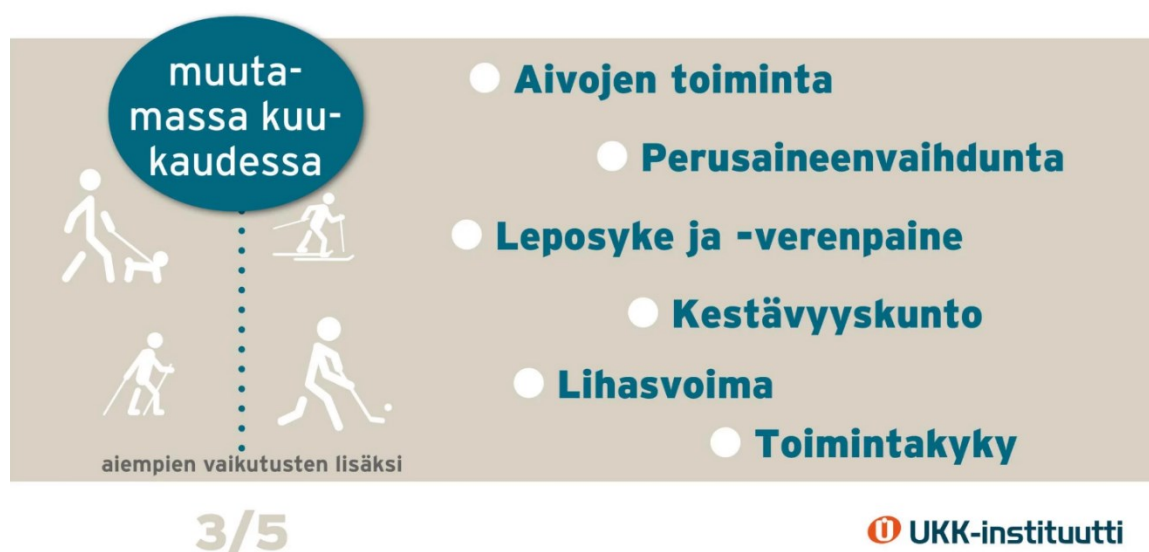 muuta-
massa kuu-
kaudessa
aiempien vaikutusten lisäksi
Aivojen toiminta
Perusaineenvaihdunta
Leposyke ja -verenpaine
Kestävyyskunto
Lihasvoima
Toimintakyky
3/5
UKK-instituutti